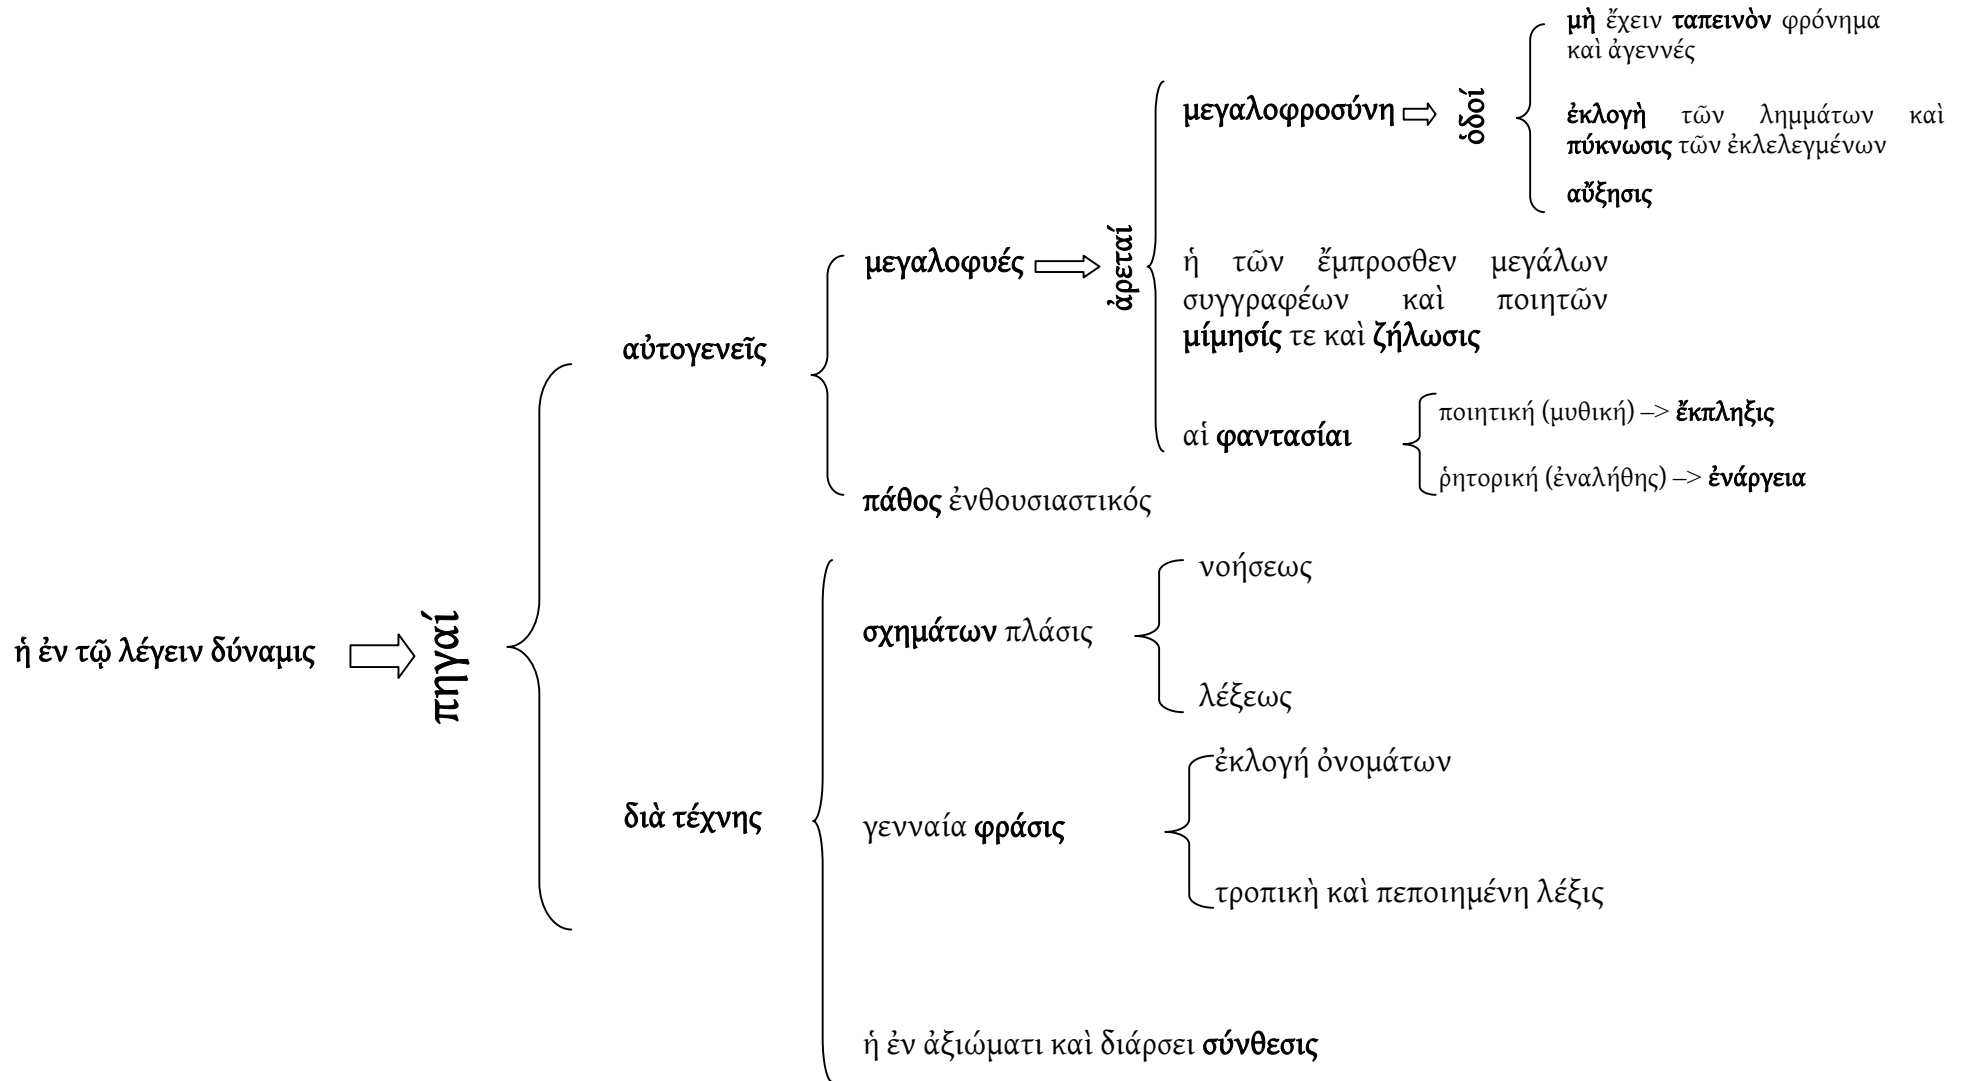 ἡ ἐν τῷ λέγειν δύναμις
πηγαί
αὐτογενεῖς
μεγαλοφυές
ἀρεταί
μεγαλοφροσύνη
ὁδοί
μὴ ἔχειν ταπεινὸν φρόνημα
καὶ ἀγεννές
ἐκλογὴ τῶν λημμάτων καὶ
πύκνωσις τῶν ἐκλελεγμένων
αὔξησις
ἡ τῶν ἔμπροσθεν μεγάλων
συγγραφέων καὶ ποιητῶν
μίμησίς τε καὶ ζήλωσις
αἱ φαντασίαι
ποιητική (μυθική) –> ἔκπληξις
ῥητορική (ἐναλήθης) –> ἐνάργεια
πάθος ἐνθουσιαστικός
διὰ τέχνης
σχημάτων πλάσις
νοήσεως
λέξεως
γενναία φράσις
ἐκλογή ὀνομάτων
τροπικὴ καὶ πεποιημένη λέξις
ἡ ἐν ἀξιώματι καὶ διάρσει σύνθεσις